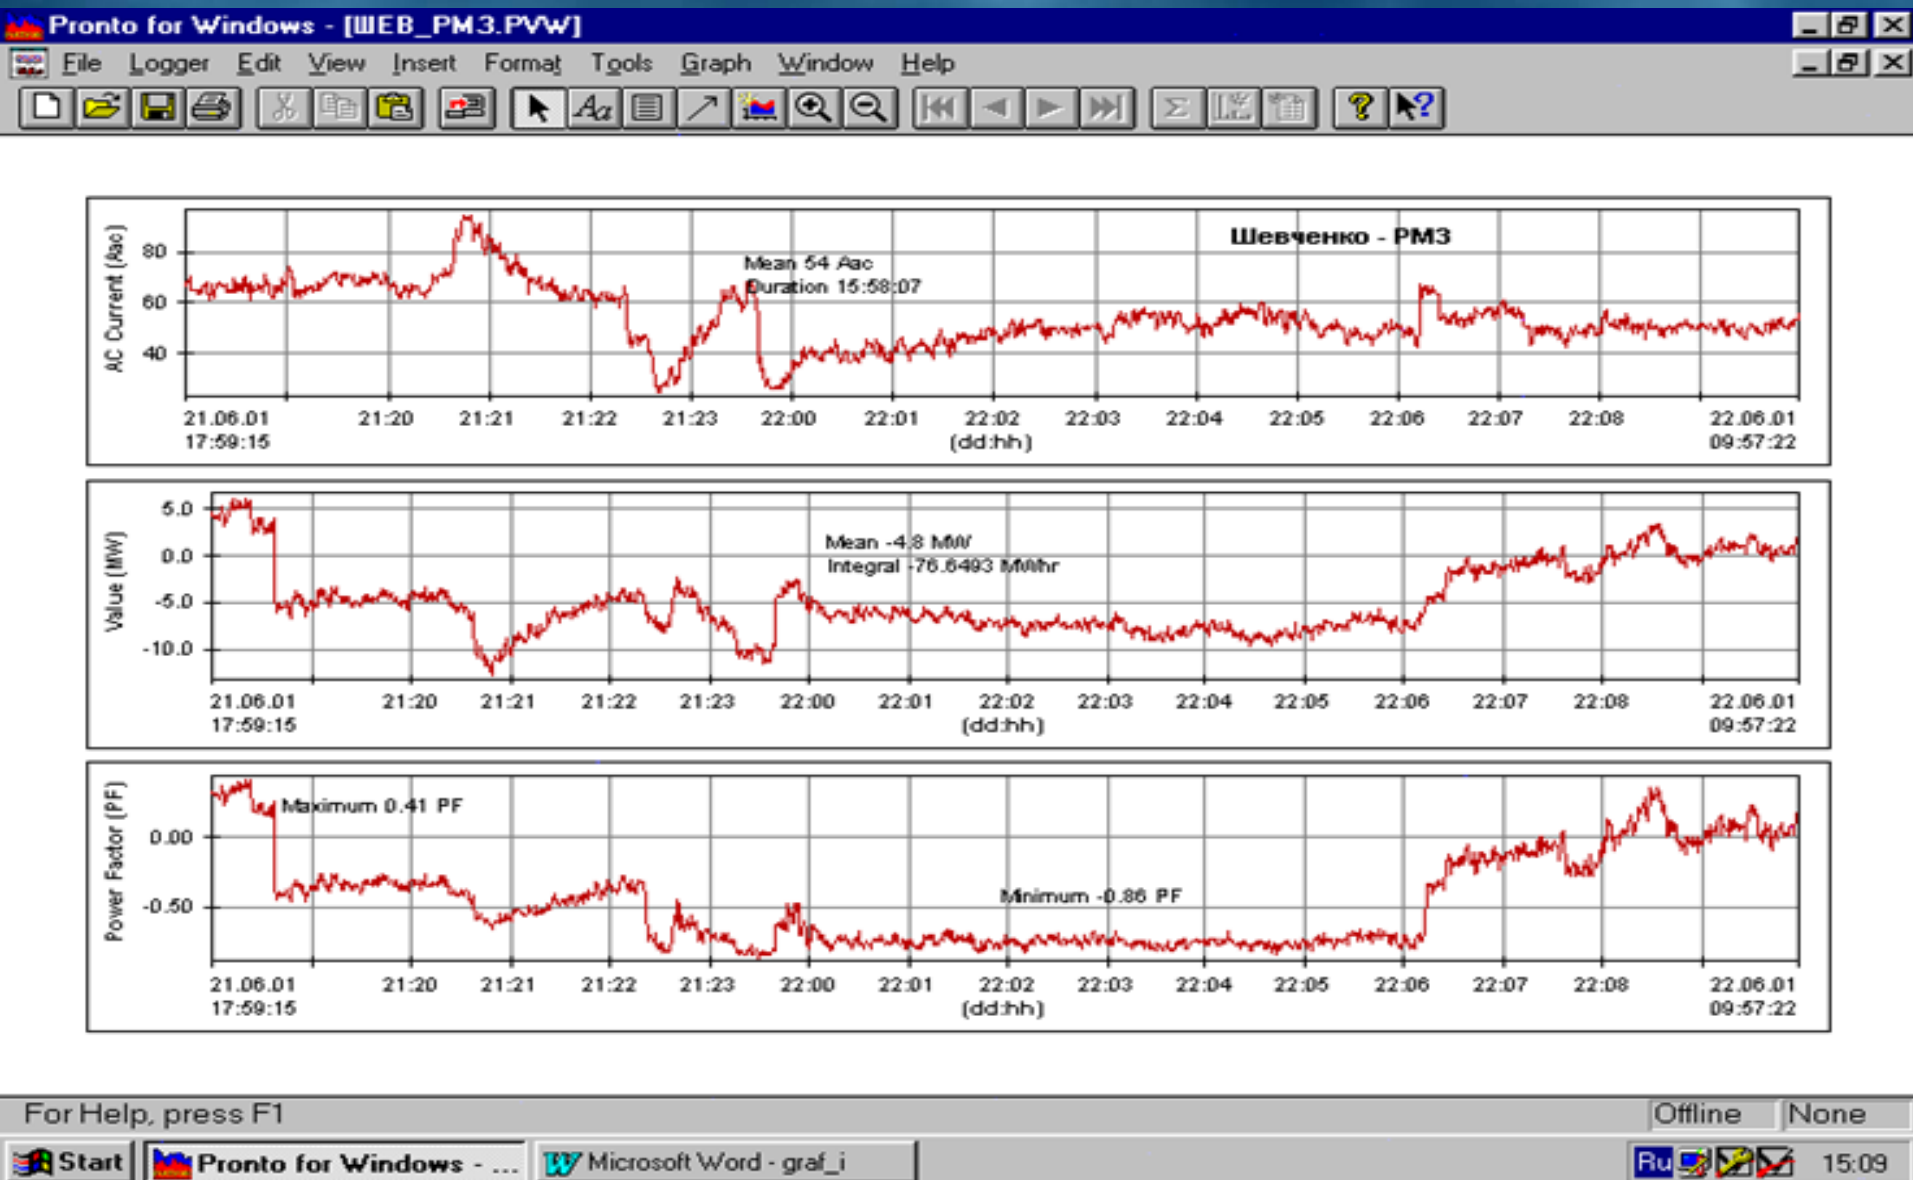 Pronto for Windows - [ШЕВ_РМЗ.PVW]
File Logger Edit View Insert Format Tools Graph Window Help
Шевченко - РМЗ
AC Current (Aac)
80
60
40
Mean 54 Aac
Duration 15:58:07
21.06.01 21:20 21:21 21:22 21:23 22:00 22:01 22:02 22:03 22:04 22:05 22:06 22:07 22:08 22.06.01
17:59:15 (dd:hh) 09:57:22
Value (MW)
5.0
0.0
-5.0
-10.0
Mean -4.8 MW
Integral -76.6493 MWhr
21.06.01 21:20 21:21 21:22 21:23 22:00 22:01 22:02 22:03 22:04 22:05 22:06 22:07 22:08 22.06.01
17:59:15 (dd:hh) 09:57:22
Power Factor (PF)
Maximum 0.41 PF
0.00
Minimum -0.86 PF
-0.50
21.06.01 21:20 21:21 21:22 21:23 22:00 22:01 22:02 22:03 22:04 22:05 22:06 22:07 22:08 22.06.01
17:59:15 (dd:hh) 09:57:22
For Help, press F1 Offline None
Start Pronto for Windows - ... Microsoft Word - graf_i Ru 15:09